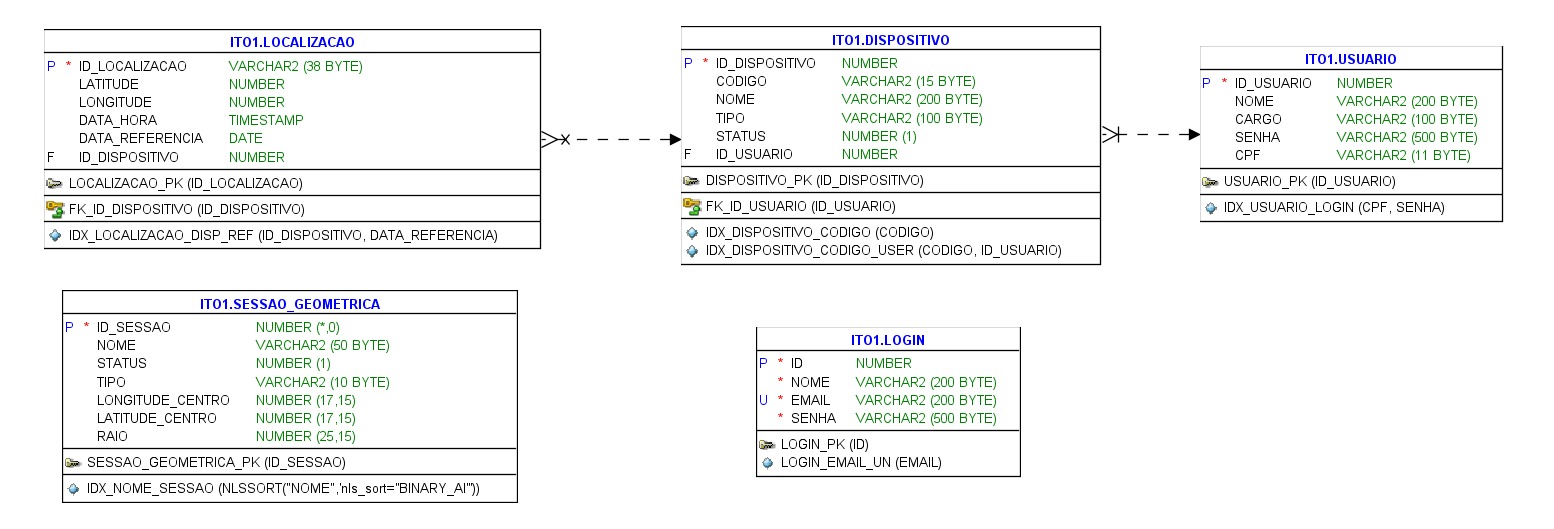 ITO1.LOCALIZACAO
P * ID_LOCALIZACAO VARCHAR2 (38 BYTE)
LATITUDE NUMBER
LONGITUDE NUMBER
DATA_HORA TIMESTAMP
DATA_REFERENCIA DATE
F ID_DISPOSITIVO NUMBER
LOCALIZACAO_PK (ID_LOCALIZACAO)
FK_ID_DISPOSITIVO (ID_DISPOSITIVO)
IDX_LOCALIZACAO_DISP_REF (ID_DISPOSITIVO, DATA_REFERENCIA)
ITO1.DISPOSITIVO
P * ID_DISPOSITIVO NUMBER
CODIGO VARCHAR2 (15 BYTE)
NOME VARCHAR2 (200 BYTE)
TIPO VARCHAR2 (100 BYTE)
STATUS NUMBER (1)
F ID_USUARIO NUMBER
DISPOSITIVO_PK (ID_DISPOSITIVO)
FK_ID_USUARIO (ID_USUARIO)
IDX_DISPOSITIVO_CODIGO (CODIGO)
IDX_DISPOSITIVO_CODIGO_USER (CODIGO, ID_USUARIO)
ITO1.USUARIO
P * ID_USUARIO NUMBER
NOME VARCHAR2 (200 BYTE)
CARGO VARCHAR2 (100 BYTE)
SENHA VARCHAR2 (500 BYTE)
CPF VARCHAR2 (11 BYTE)
USUARIO_PK (ID_USUARIO)
IDX_USUARIO_LOGIN (CPF, SENHA)
ITO1.SESSAO_GEOMETRICA
P * ID_SESSAO NUMBER (*,0)
NOME VARCHAR2 (50 BYTE)
STATUS NUMBER (1)
TIPO VARCHAR2 (10 BYTE)
LONGITUDE_CENTRO NUMBER (17,15)
LATITUDE_CENTRO NUMBER (17,15)
RAIO NUMBER (25,15)
SESSAO_GEOMETRICA_PK (ID_SESSAO)
IDX_NOME_SESSAO (NLSSORT("NOME",'nls_sort="BINARY_AI"'))
ITO1.LOGIN
P * ID NUMBER
* NOME VARCHAR2 (200 BYTE)
U * EMAIL VARCHAR2 (200 BYTE)
* SENHA VARCHAR2 (500 BYTE)
LOGIN_PK (ID)
LOGIN_EMAIL_UN (EMAIL)